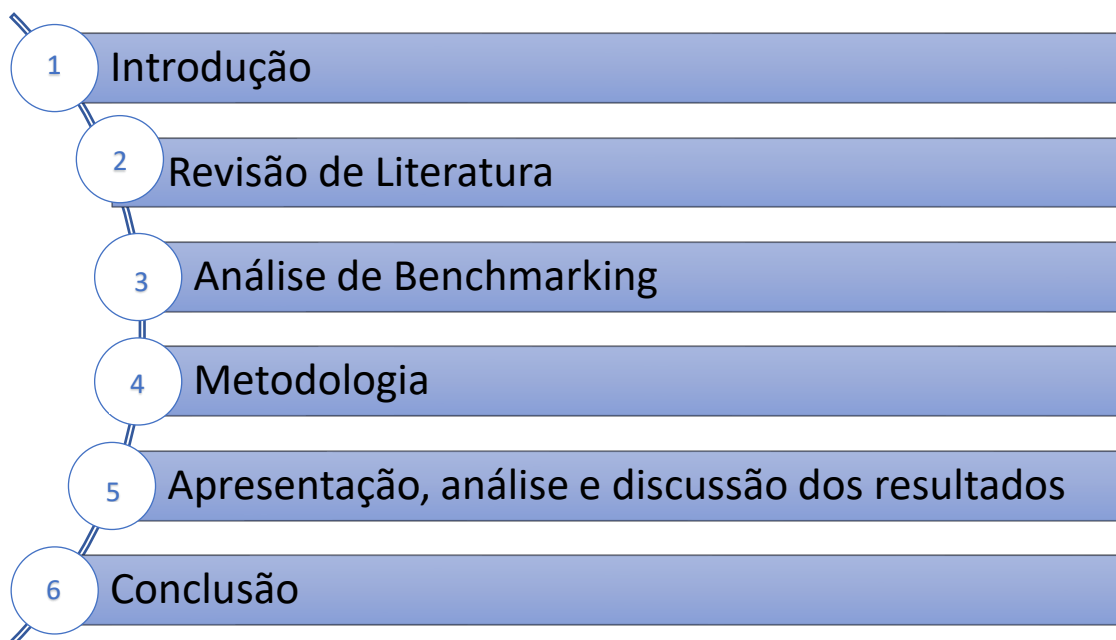 1 Introdução
2 Revisão de Literatura
3 Análise de Benchmarking
4 Metodologia
5 Apresentação, análise e discussão dos resultados
6 Conclusão